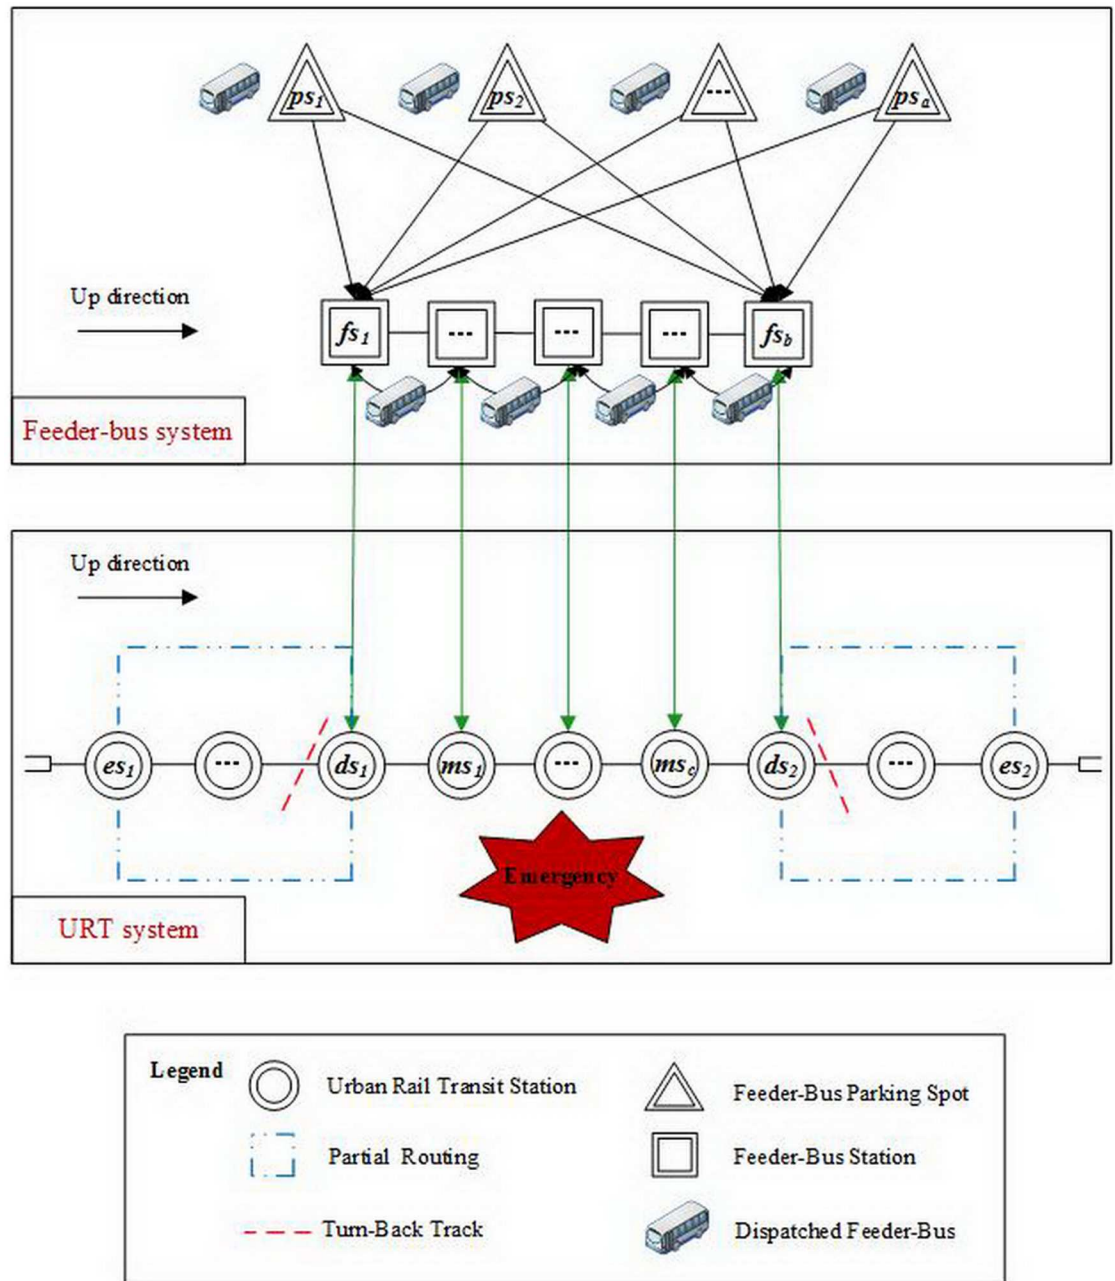 ps1 ps2 --- psa
Up direction
fs1 --- --- --- fsb
Feeder-bus system
Up direction
es1 --- ds1 ms1 --- msc ds2 --- es2
Emergency
URT system
Legend
Urban Rail Transit Station
Feeder-Bus Parking Spot
Partial Routing
Feeder-Bus Station
Turn-Back Track
Dispatched Feeder-Bus